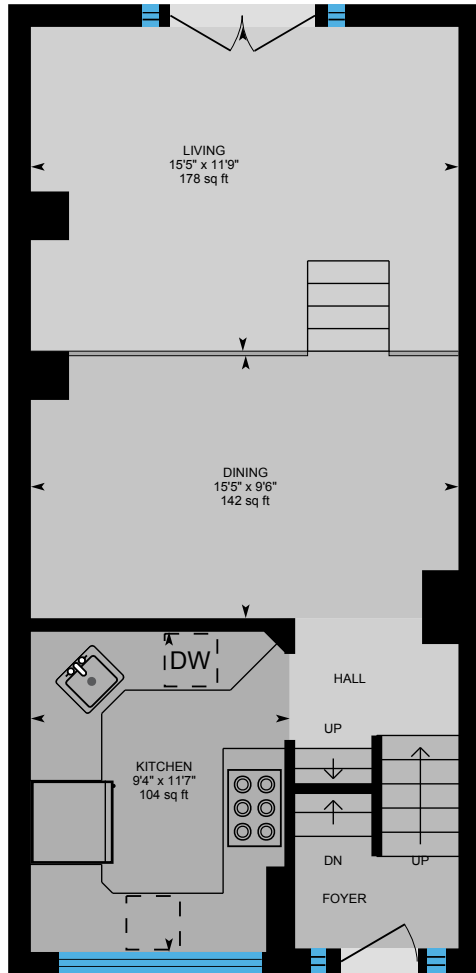 LIVING
15'5" x 11'9"
178 sq ft
DINING
15'5" x 9'6"
142 sq ft
DW
HALL
UP
KITCHEN
9'4" x 11'7"
104 sq ft
DN
UP
FOYER